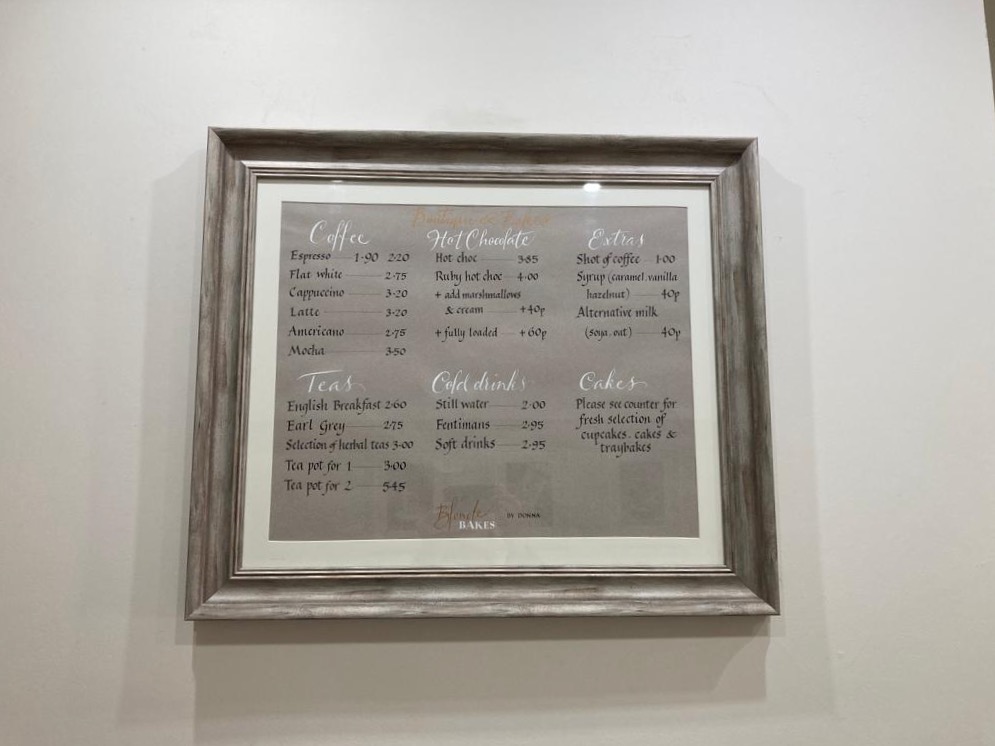 Boutique & Bakes
Coffee
Espresso 1·90 2·20
Flat white 2·75
Cappuccino 3·20
Latte 3·20
Americano 2·75
Mocha 3·50
Hot Chocolate
Hot choc 3·85
Ruby hot choc 4·00
+ add marshmallows
& cream +40p
+ fully loaded +60p
Extras
Shot of coffee 1·00
Syrup (caramel, vanilla
hazelnut) 40p
Alternative milk
(soya, oat) 40p
Teas
English Breakfast 2·60
Earl Grey 2·75
Selection of herbal teas 3·00
Tea pot for 1 3·00
Tea pot for 2 5·45
Cold drinks
Still water 2·00
Fentimans 2·95
Soft drinks 2·95
Cakes
Please see counter for
fresh selection of
cupcakes, cakes &
traybakes
Blonde
BAKES BY DONNA